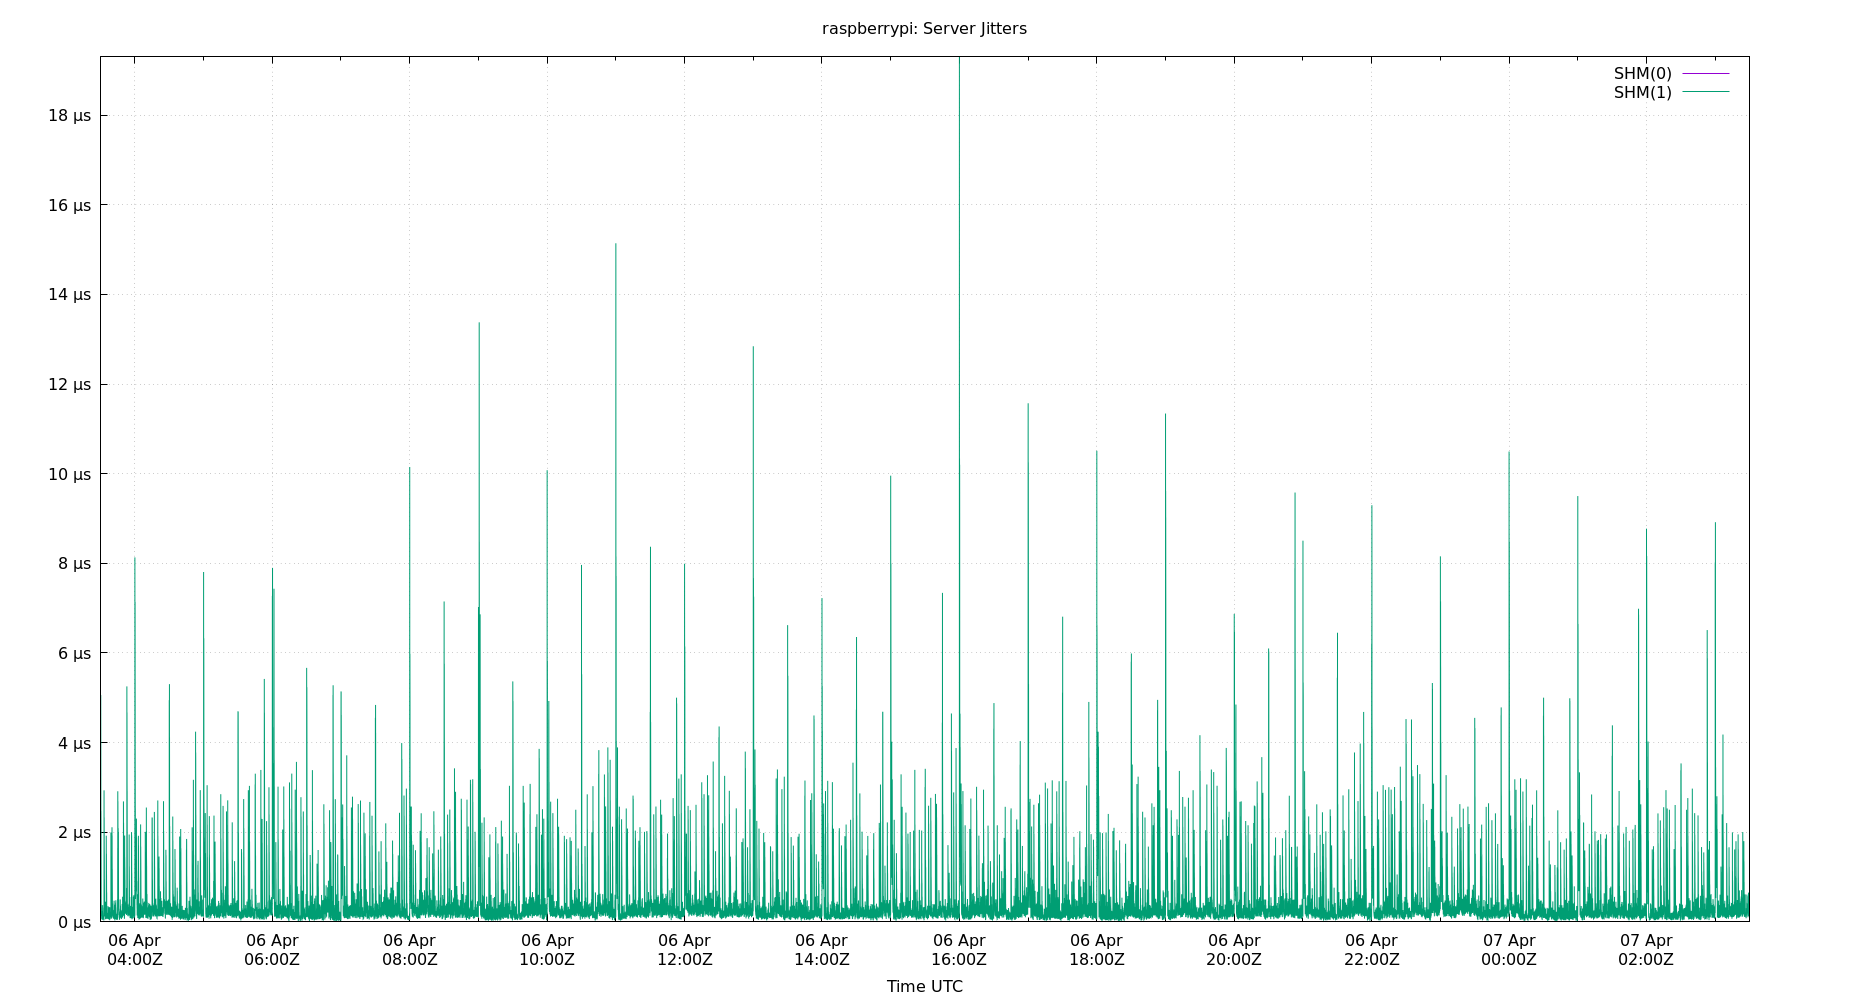 raspberrypi: Server Jitters
SHM(0)
SHM(1)
18 µs
16 µs
14 µs
12 µs
10 µs
8 µs
6 µs
4 µs
2 µs
0 µs
06 Apr 06 Apr 06 Apr 06 Apr 06 Apr 06 Apr 06 Apr 06 Apr 06 Apr 06 Apr 07 Apr 07 Apr
04:00Z 06:00Z 08:00Z 10:00Z 12:00Z 14:00Z 16:00Z 18:00Z 20:00Z 22:00Z 00:00Z 02:00Z
Time UTC